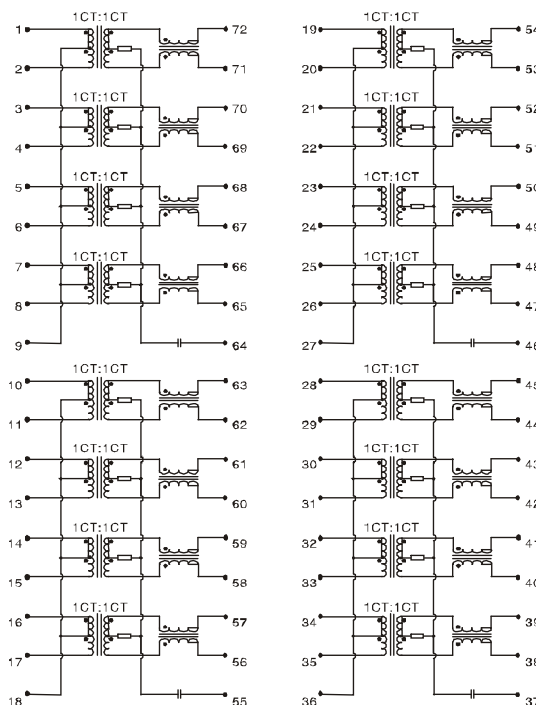 1CT:1CT
1 72
2 71
1CT:1CT
3 70
4 69
1CT:1CT
5 68
6 67
1CT:1CT
7 66
8 65
9 64
1CT:1CT
10 63
11 62
1CT:1CT
12 61
13 60
1CT:1CT
14 59
15 58
1CT:1CT
16 57
17 56
18 55
1CT:1CT
19 54
20 53
1CT:1CT
21 52
22 51
1CT:1CT
23 50
24 49
1CT:1CT
25 48
26 47
27 46
1CT:1CT
28 45
29 44
1CT:1CT
30 43
31 42
1CT:1CT
32 41
33 40
1CT:1CT
34 39
35 38
36 37